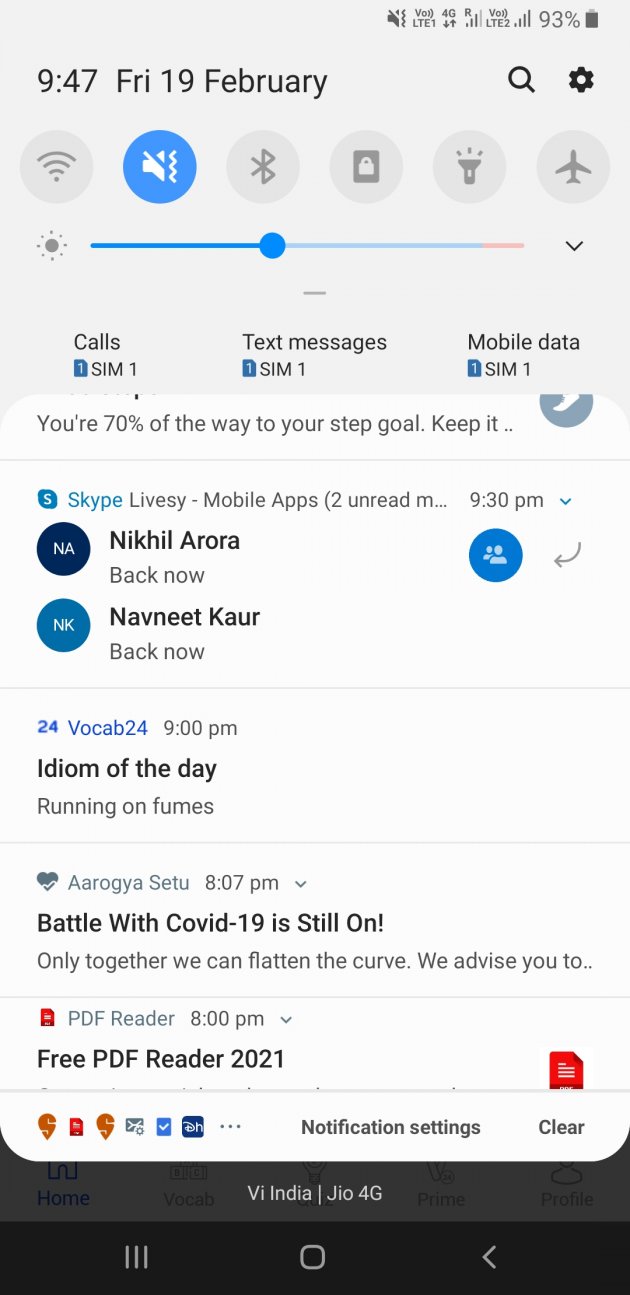 Vo)) LTE1 4G R Vo)) LTE2 93%
9:47 Fri 19 February
Calls
1 SIM 1
Text messages
1 SIM 1
Mobile data
1 SIM 1
You're 70% of the way to your step goal. Keep it ..
S Skype Livesy - Mobile Apps (2 unread m... 9:30 pm
NA Nikhil Arora
Back now
NK Navneet Kaur
Back now
24 Vocab24 9:00 pm
Idiom of the day
Running on fumes
Aarogya Setu 8:07 pm
Battle With Covid-19 is Still On!
Only together we can flatten the curve. We advise you to..
PDF Reader 8:00 pm
Free PDF Reader 2021
Dh ... Notification settings Clear
Home Vocab Quiz Prime Profile
Vi India | Jio 4G